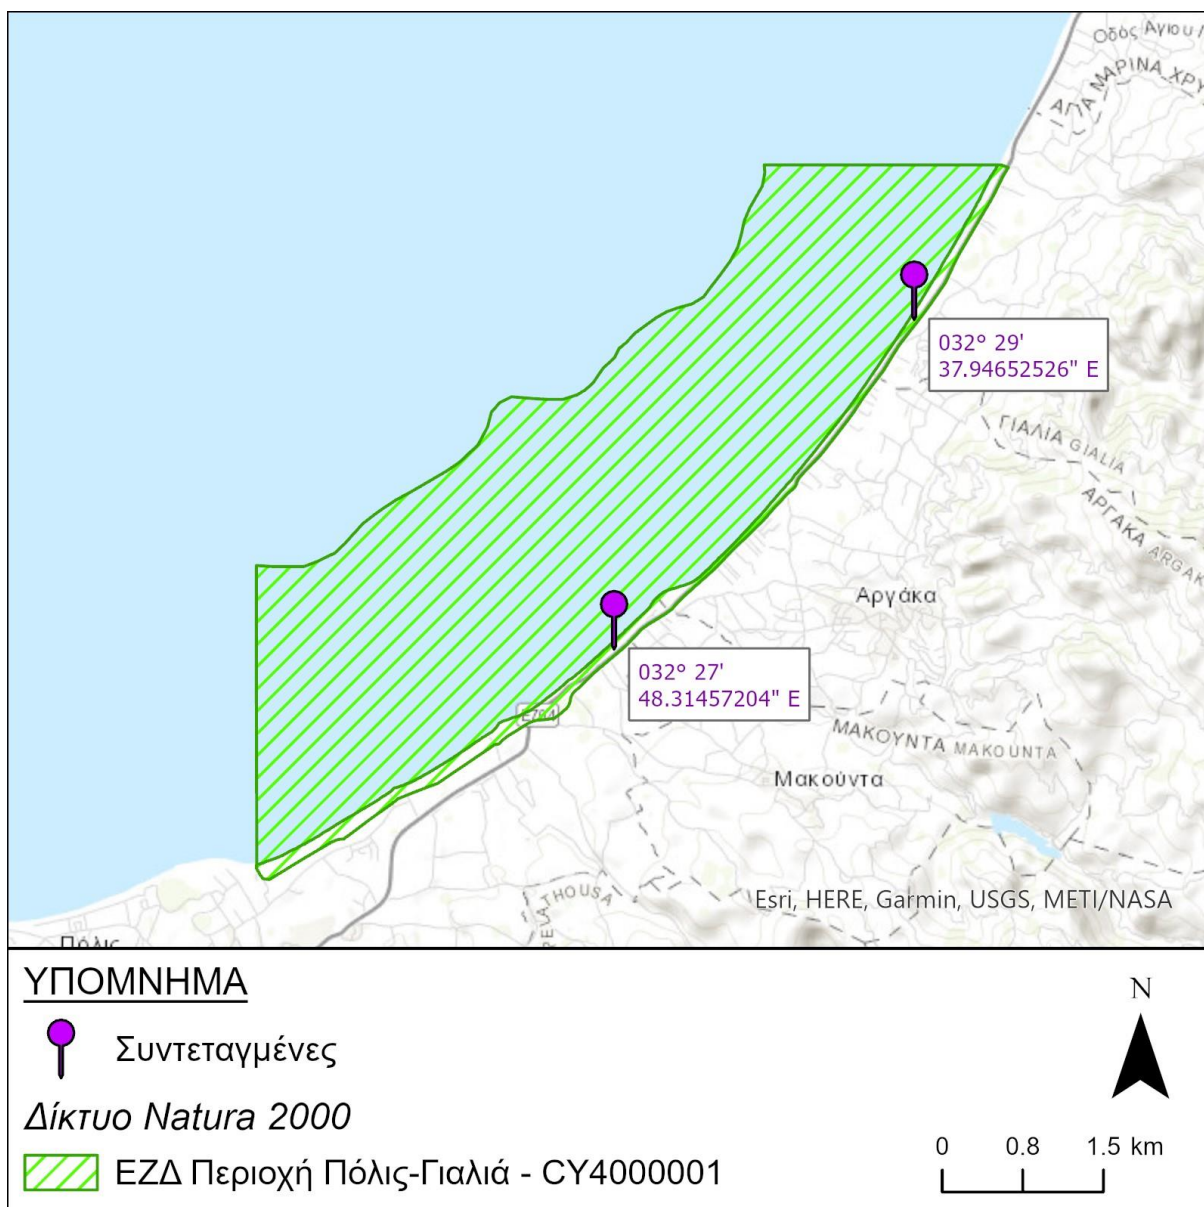 Οδός Αγίου
ΑΓΙΑ ΜΑΡΙΝΑ ΧΡΥ
032° 29'
37.94652526" E
ΓΙΑΛΙΑ GIALIA
ΑΡΓΑΚΑ ARGAK
Αργάκα
032° 27'
48.31457204" E
E704
ΜΑΚΟΥΝΤΑ MAKOUNTA
Μακούντα
Esri, HERE, Garmin, USGS, METI/NASA
PELATHOUSA
Πόλις
ΥΠΟΜΝΗΜΑ
N
Συντεταγμένες
Δίκτυο Natura 2000
0 0.8 1.5 km
ΕΖΔ Περιοχή Πόλις-Γιαλιά - CY4000001